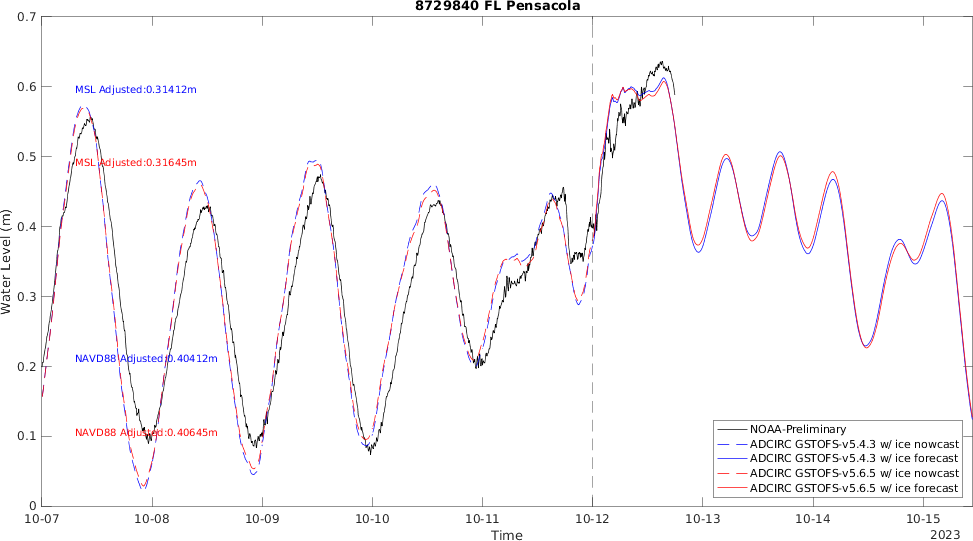 8729840 FL Pensacola
0.7
0.6
0.5
0.4
0.3
0.2
0.1
0
Water Level (m)
MSL Adjusted:0.31412m
MSL Adjusted:0.31645m
NAVD88 Adjusted:0.40412m
NAVD88 Adjusted:0.40645m
NOAA-Preliminary
ADCIRC GSTOFS-v5.4.3 w/ ice nowcast
ADCIRC GSTOFS-v5.4.3 w/ ice forecast
ADCIRC GSTOFS-v5.6.5 w/ ice nowcast
ADCIRC GSTOFS-v5.6.5 w/ ice forecast
10-07 10-08 10-09 10-10 10-11 10-12 10-13 10-14 10-15
Time
2023